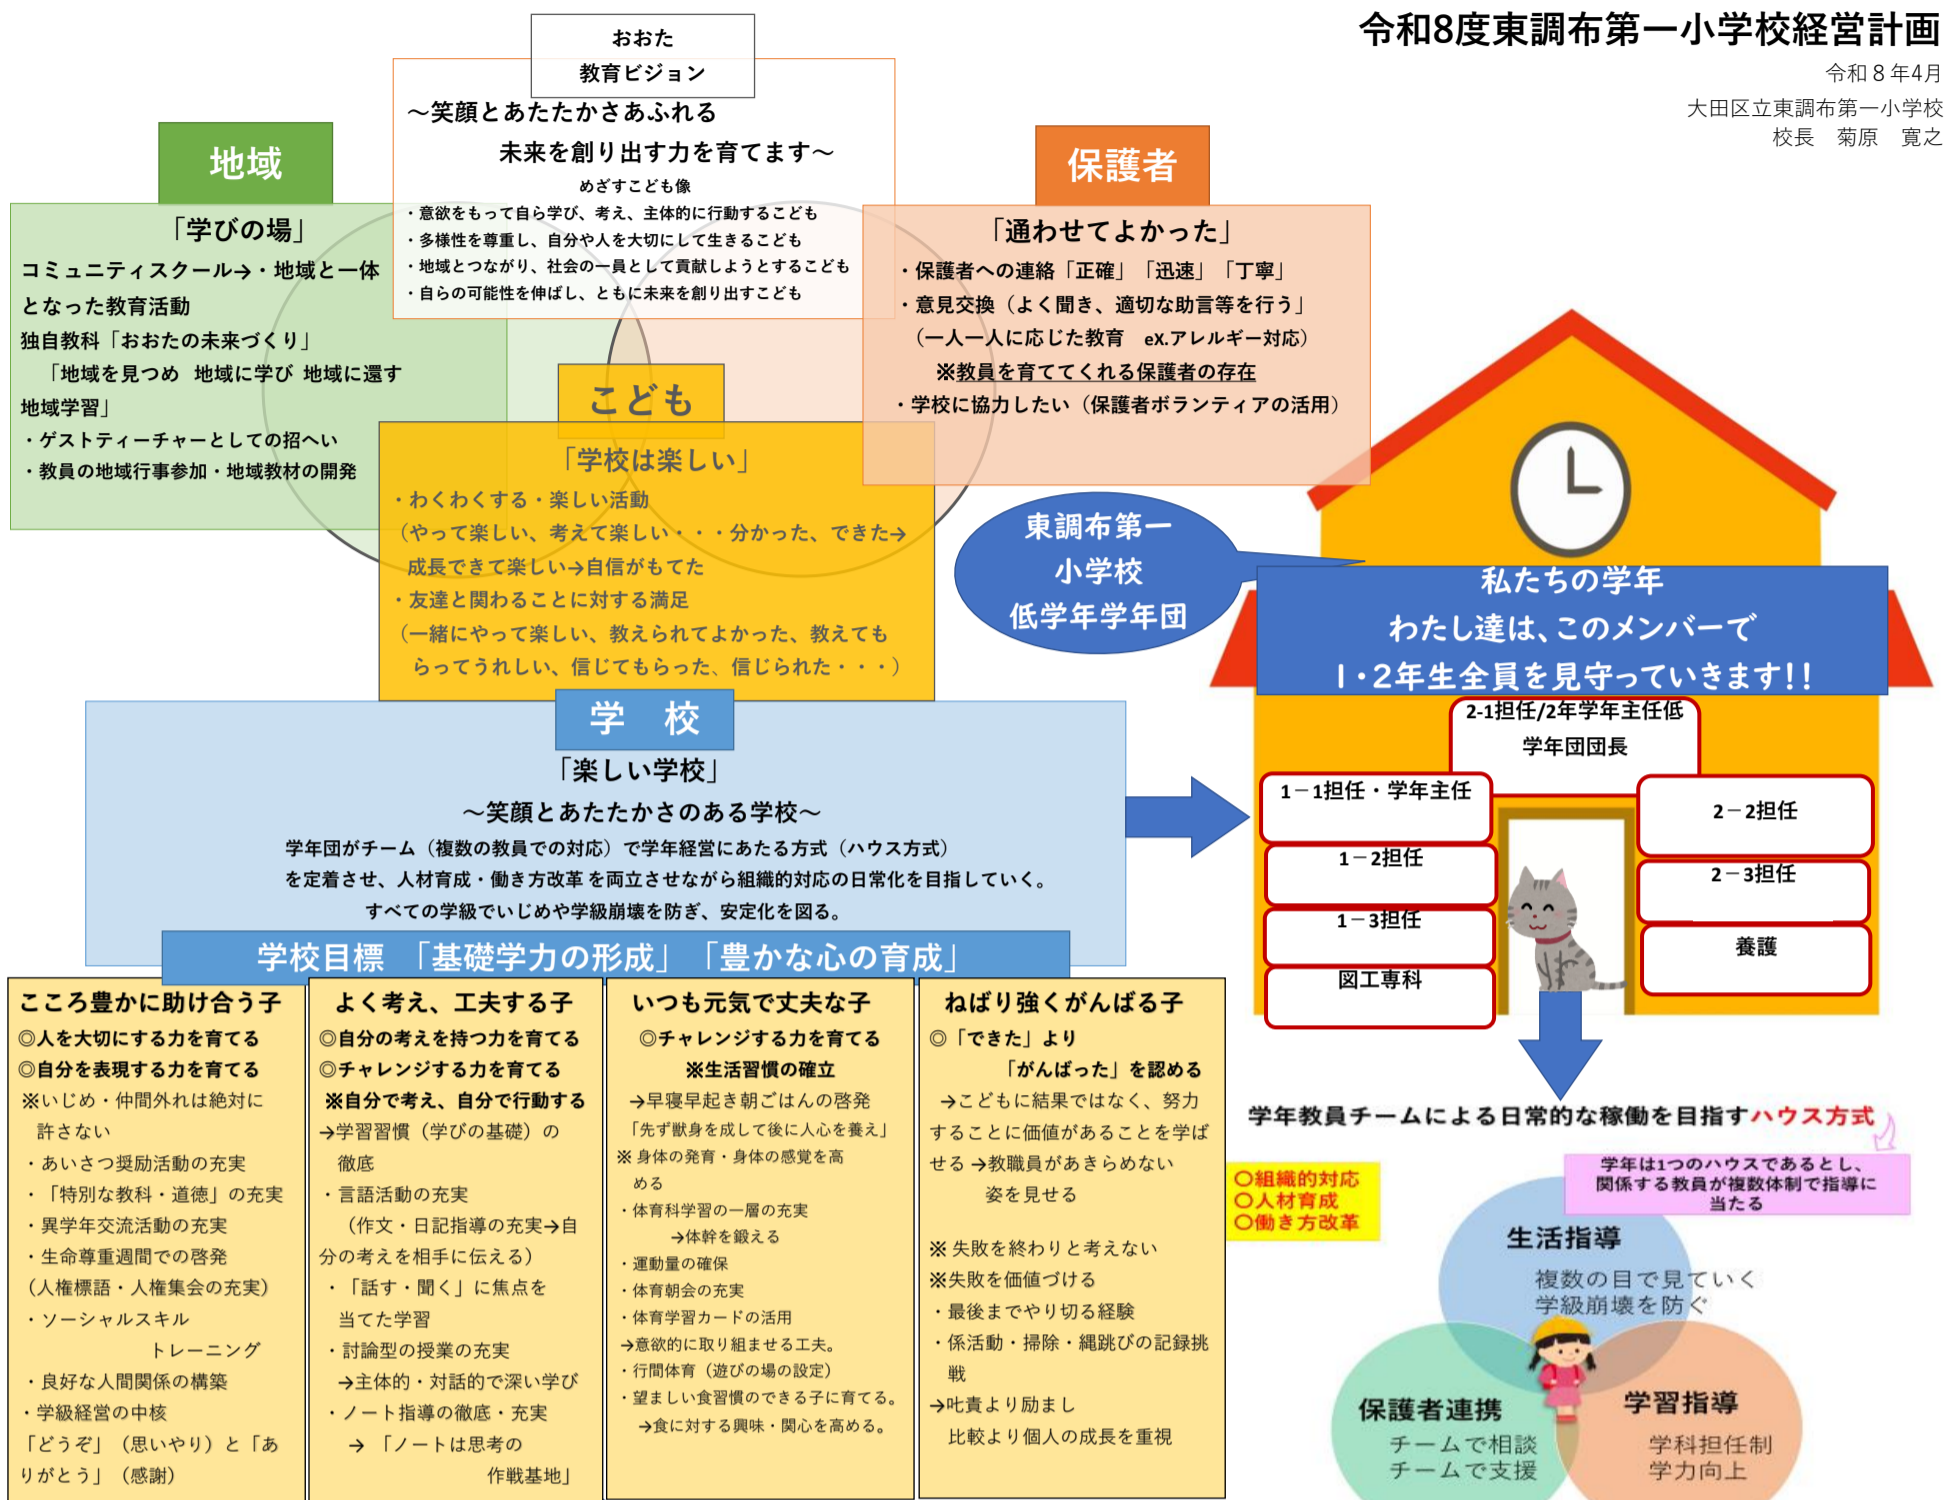 令和8度東調布第一小学校経営計画
令和８年4月
大田区立東調布第一小学校
校長　菊原　寛之
おおた
教育ビジョン
～笑顔とあたたかさあふれる
未来を創り出す力を育てます～
めざすこども像
・意欲をもって自ら学び、考え、主体的に行動するこども
・多様性を尊重し、自分や人を大切にして生きるこども
・地域とつながり、社会の一員として貢献しようとするこども
・自らの可能性を伸ばし、ともに未来を創り出すこども
地域
「学びの場」
コミュニティスクール→・地域と一体
となった教育活動
独自教科「おおたの未来づくり」
「地域を見つめ 地域に学び 地域に還す
地域学習」
・ゲストティーチャーとしての招へい
・教員の地域行事参加・地域教材の開発
保護者
「通わせてよかった」
・保護者への連絡「正確」「迅速」「丁寧」
・意見交換（よく聞き、適切な助言等を行う」
（一人一人に応じた教育　ex.アレルギー対応）
※教員を育ててくれる保護者の存在
・学校に協力したい（保護者ボランティアの活用）
こども
「学校は楽しい」
・わくわくする・楽しい活動
（やって楽しい、考えて楽しい・・・分かった、できた→
成長できて楽しい→自信がもてた
・友達と関わることに対する満足
（一緒にやって楽しい、教えられてよかった、教えても
らってうれしい、信じてもらった、信じられた・・・）
学　校
「楽しい学校」
～笑顔とあたたかさのある学校～
学年団がチーム（複数の教員での対応）で学年経営にあたる方式（ハウス方式）
を定着させ、人材育成・働き方改革 を両立させながら組織的対応の日常化を目指していく。
すべての学級でいじめや学級崩壊を防ぎ、安定化を図る。
学校目標　「基礎学力の形成」「豊かな心の育成」
こころ豊かに助け合う子
◎人を大切にする力を育てる
◎自分を表現する力を育てる
※いじめ・仲間外れは絶対に
許さない
・あいさつ奨励活動の充実
・「特別な教科・道徳」の充実
・異学年交流活動の充実
・生命尊重週間での啓発
（人権標語・人権集会の充実）
・ソーシャルスキル
トレーニング
・良好な人間関係の構築
・学級経営の中核
「どうぞ」（思いやり）と「あ
りがとう」（感謝）
よく考え、工夫する子
◎自分の考えを持つ力を育てる
◎チャレンジする力を育てる
※自分で考え、自分で行動する
→学習習慣（学びの基礎）の
徹底
・言語活動の充実
（作文・日記指導の充実→自
分の考えを相手に伝える）
・「話す・聞く」に焦点を
当てた学習
・討論型の授業の充実
→主体的・対話的で深い学び
・ノート指導の徹底・充実
→ 「ノートは思考の
作戦基地」
いつも元気で丈夫な子
◎チャレンジする力を育てる
※生活習慣の確立
→早寝早起き朝ごはんの啓発
「先ず獣身を成して後に人心を養え」
※ 身体の発育・身体の感覚を高
める
・体育科学習の一層の充実
→体幹を鍛える
・運動量の確保
・体育朝会の充実
・体育学習カードの活用
→意欲的に取り組ませる工夫。
・行間体育（遊びの場の設定）
・望ましい食習慣のできる子に育てる。
→食に対する興味・関心を高める。
ねばり強くがんばる子
◎「できた」より
「がんばった」を認める
→こどもに結果ではなく、努力
することに価値があることを学ば
せる →教職員があきらめない
姿を見せる
※ 失敗を終わりと考えない
※失敗を価値づける
・最後までやり切る経験
・係活動・掃除・縄跳びの記録挑
戦
→叱責より励まし
比較より個人の成長を重視
東調布第一
小学校
低学年学年団
私たちの学年
わたし達は、このメンバーで
1・2年生全員を見守っていきます!!
2-1担任/2年学年主任低
学年団団長
1－1担任・学年主任
1－2担任
1－3担任
図工専科
2－2担任
2－3担任
養護
学年教員チームによる日常的な稼働を目指すハウス方式
〇組織的対応
〇人材育成
〇働き方改革
学年は1つのハウスであるとし、
関係する教員が複数体制で指導に
当たる
生活指導
複数の目で見ていく
学級崩壊を防ぐ
保護者連携
チームで相談
チームで支援
学習指導
学科担任制
学力向上